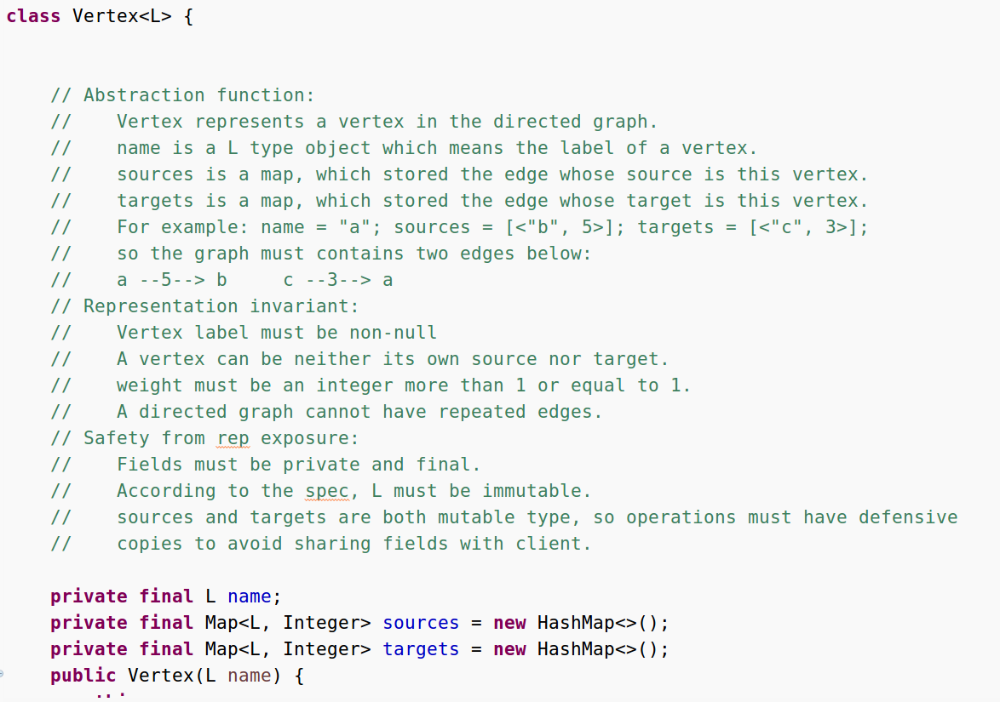 class Vertex<L> {
// Abstraction function:
//    Vertex represents a vertex in the directed graph.
//    name is a L type object which means the label of a vertex.
//    sources is a map, which stored the edge whose source is this vertex.
//    targets is a map, which stored the edge whose target is this vertex.
//    For example: name = "a"; sources = [<"b", 5>]; targets = [<"c", 3>];
//    so the graph must contains two edges below:
//    a --5--> b     c --3--> a
// Representation invariant:
//    Vertex label must be non-null
//    A vertex can be neither its own source nor target.
//    weight must be an integer more than 1 or equal to 1.
//    A directed graph cannot have repeated edges.
// Safety from rep exposure:
//    Fields must be private and final.
//    According to the spec, L must be immutable.
//    sources and targets are both mutable type, so operations must have defensive
//    copies to avoid sharing fields with client.
private final L name;
private final Map<L, Integer> sources = new HashMap<>();
private final Map<L, Integer> targets = new HashMap<>();
public Vertex(L name) {